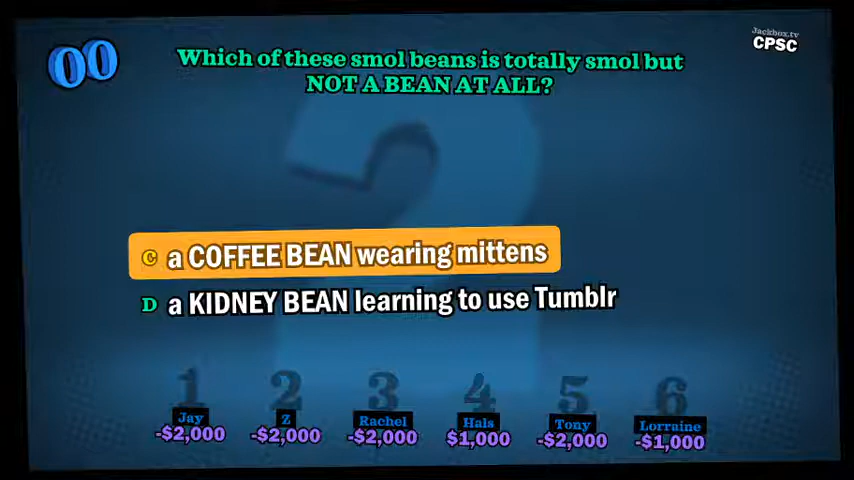 00
Which of these smol beans is totally smol but
NOT A BEAN AT ALL?
Jackbox.tv
CPSC
C a COFFEE BEAN wearing mittens
D a KIDNEY BEAN learning to use Tumblr
1 2 3 4 5 6
Jay Z Rachel Hals Tony Lorraine
-$2,000 -$2,000 -$2,000 $1,000 -$2,000 -$1,000